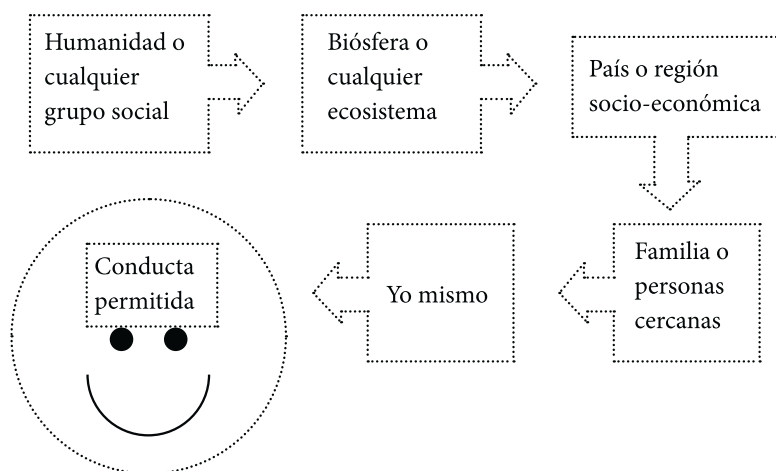 Humanidad o
cualquier
grupo social
Biósfera o
cualquier
ecosistema
País o región
socio-económica
Familia o
personas
cercanas
Yo mismo
Conducta
permitida